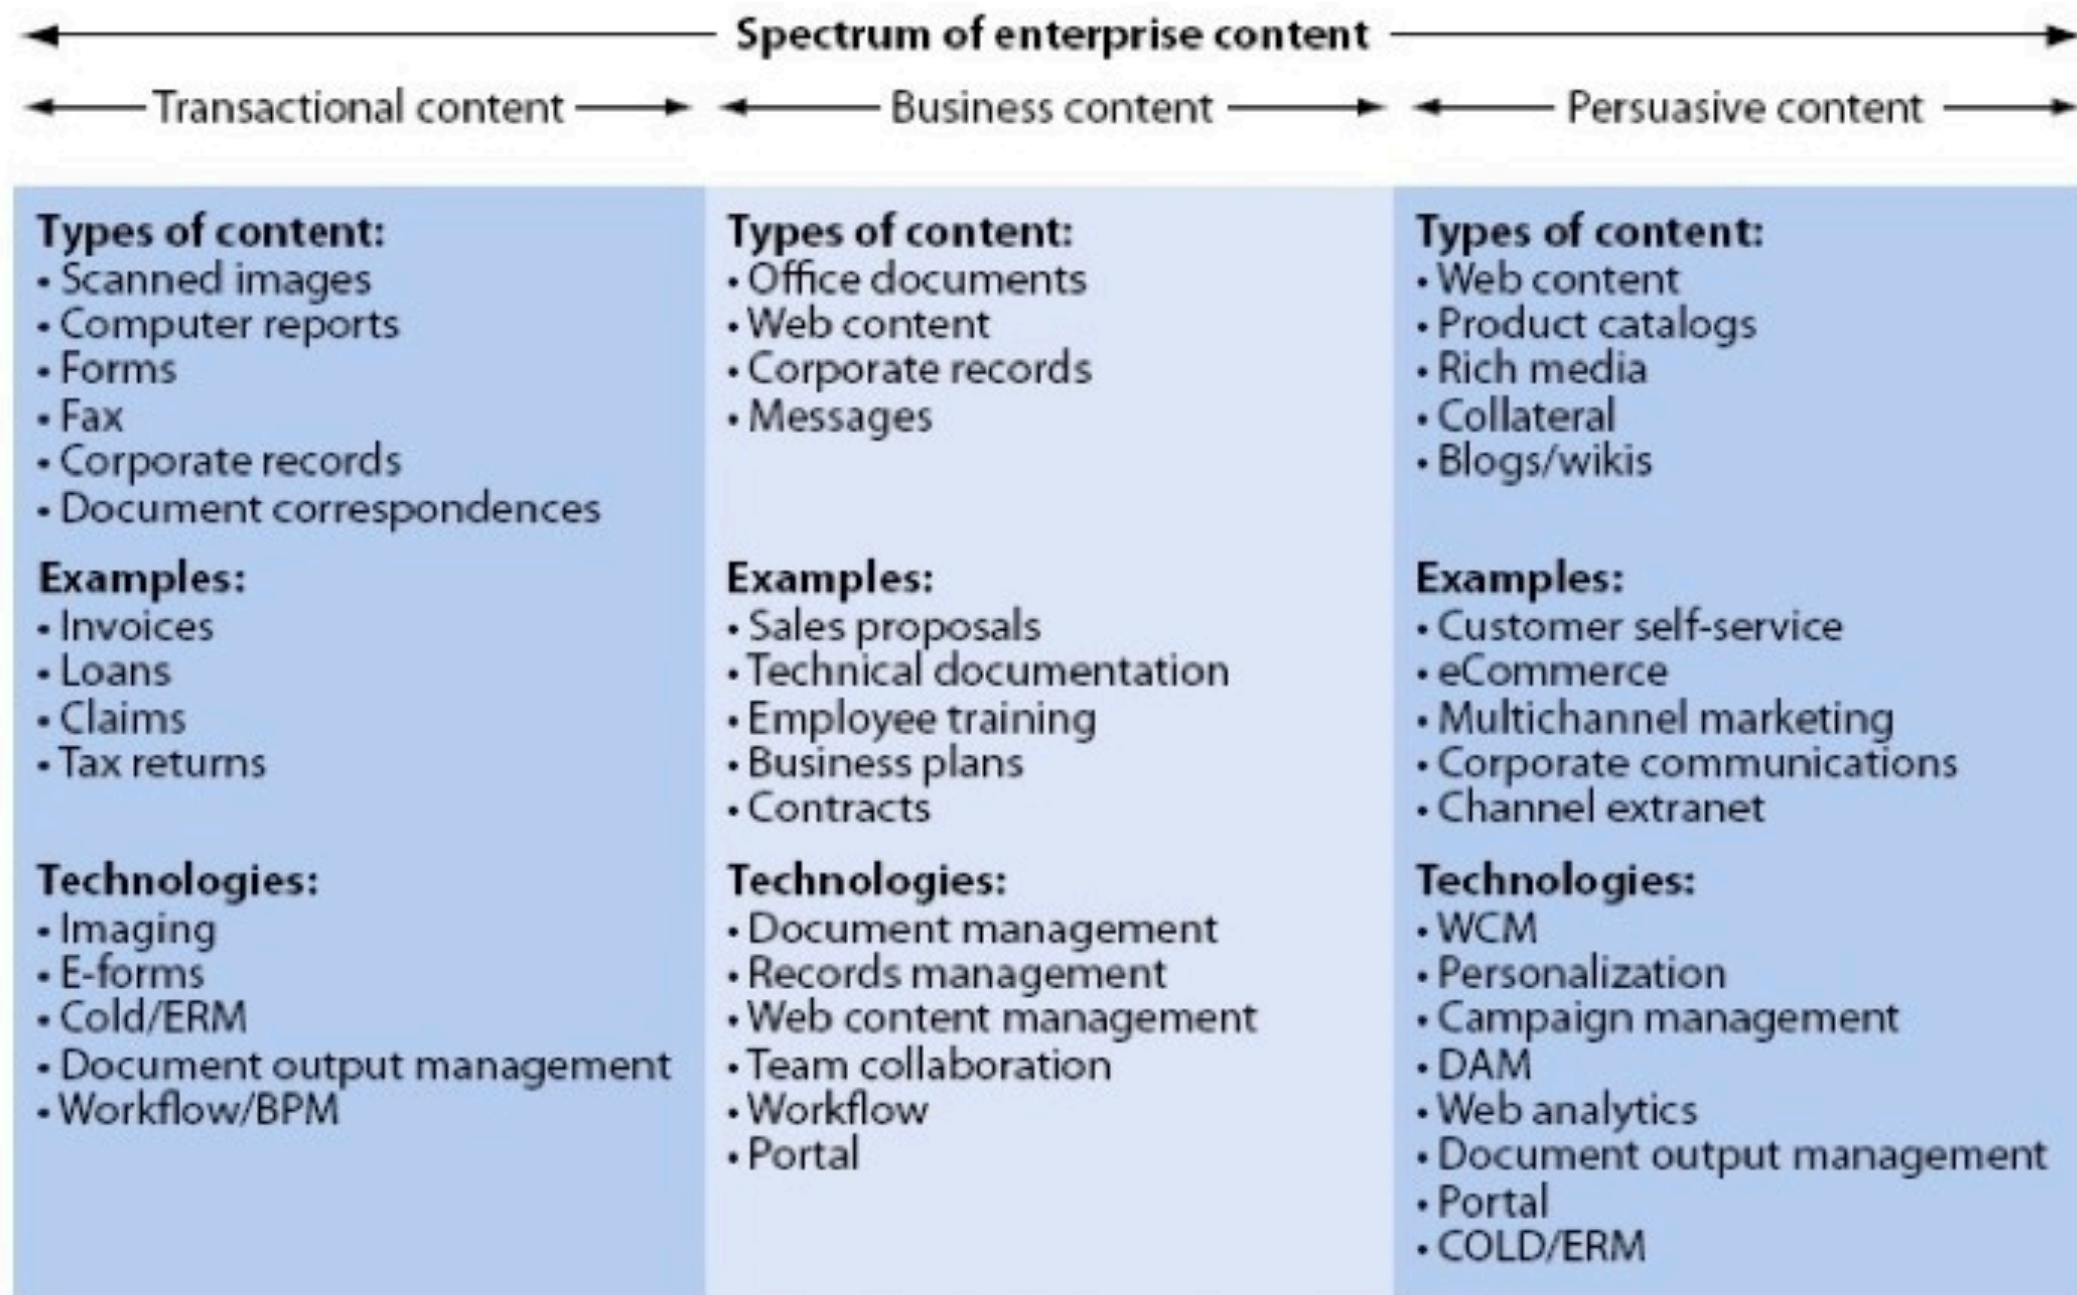 Spectrum of enterprise content
Transactional content
Business content
Persuasive content
Types of content:
• Scanned images
• Computer reports
• Forms
• Fax
• Corporate records
• Document correspondences
Examples:
• Invoices
• Loans
• Claims
• Tax returns
Technologies:
• Imaging
• E-forms
• Cold/ERM
• Document output management
• Workflow/BPM
Types of content:
• Office documents
• Web content
• Corporate records
• Messages
Examples:
• Sales proposals
• Technical documentation
• Employee training
• Business plans
• Contracts
Technologies:
• Document management
• Records management
• Web content management
• Team collaboration
• Workflow
• Portal
Types of content:
• Web content
• Product catalogs
• Rich media
• Collateral
• Blogs/wikis
Examples:
• Customer self-service
• eCommerce
• Multichannel marketing
• Corporate communications
• Channel extranet
Technologies:
• WCM
• Personalization
• Campaign management
• DAM
• Web analytics
• Document output management
• Portal
• COLD/ERM